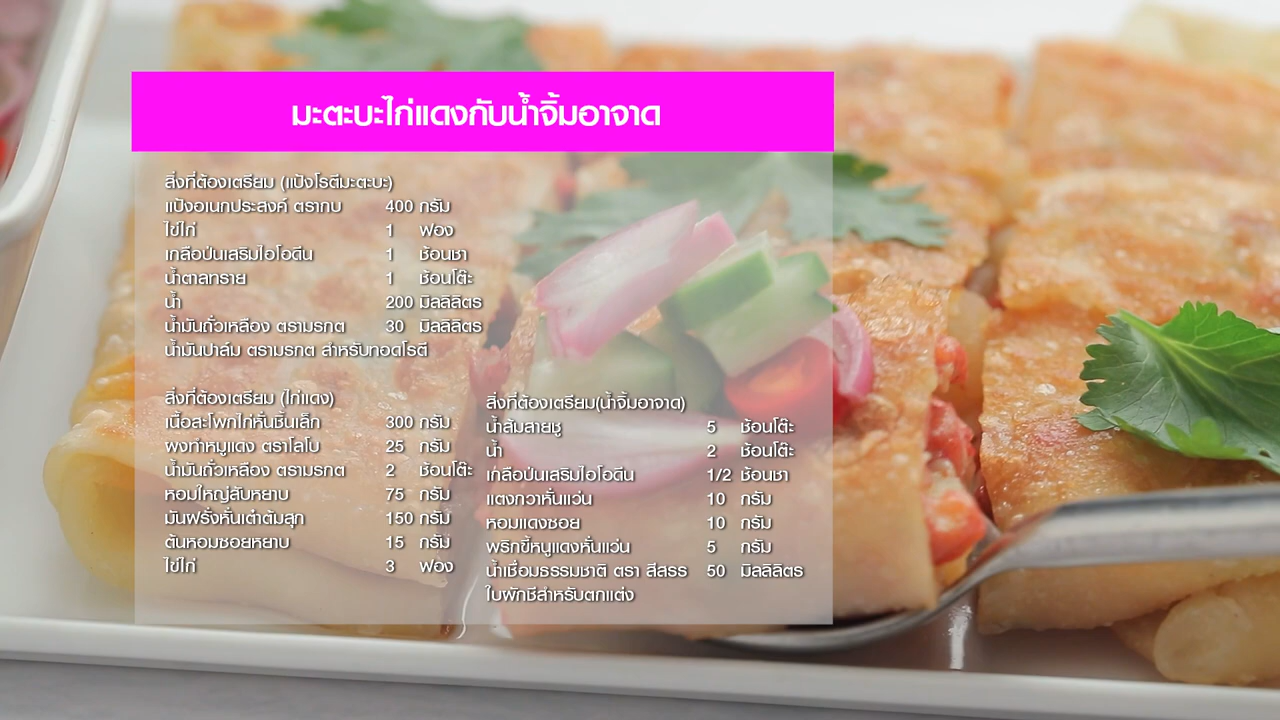 มะตะบะไก่แดงกับน้ำจิ้มอาจาด
สิ่งที่ต้องเตรียม (แป้งโรตีมะตะบะ)
แป้งอเนกประสงค์ ตรากบ 400 กรัม
ไข่ไก่ 1 ฟอง
เกลือป่นเสริมไอโอดีน 1 ช้อนชา
น้ำตาลทราย 1 ช้อนโต๊ะ
น้ำ 200 มิลลิลิตร
น้ำมันถั่วเหลือง ตรามรกต 30 มิลลิลิตร
น้ำมันปาล์ม ตรามรกต สำหรับทอดโรตี
สิ่งที่ต้องเตรียม (ไก่แดง)
เนื้อสะโพกไก่หั่นชิ้นเล็ก 300 กรัม
ผงทำหมูแดง ตราโลโบ 25 กรัม
น้ำมันถั่วเหลือง ตรามรกต 2 ช้อนโต๊ะ
หอมใหญ่สับหยาบ 75 กรัม
มันฝรั่งหั่นเต๋าต้มสุก 150 กรัม
ต้นหอมซอยหยาบ 15 กรัม
ไข่ไก่ 3 ฟอง
สิ่งที่ต้องเตรียม(น้ำจิ้มอาจาด)
น้ำส้มสายชู 5 ช้อนโต๊ะ
น้ำ 2 ช้อนโต๊ะ
เกลือป่นเสริมไอโอดีน 1/2 ช้อนชา
แตงกวาหั่นแว่น 10 กรัม
หอมแดงซอย 10 กรัม
พริกขี้หนูแดงหั่นแว่น 5 กรัม
น้ำเชื่อมธรรมชาติ ตรา สีสรร 50 มิลลิลิตร
ใบผักชีสำหรับตกแต่ง